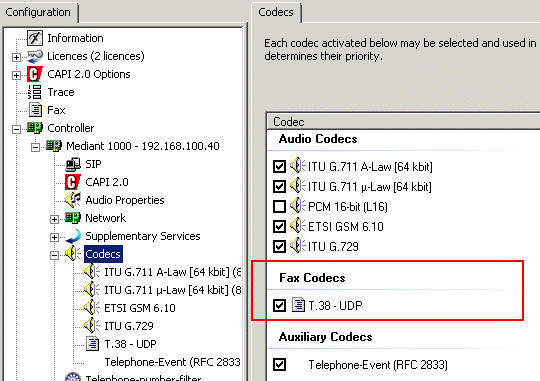 Configuration
Information
Licences (2 licences)
CAPI 2.0 Options
Trace
Fax
Controller
Mediant 1000 - 192.168.100.40
SIP
CAPI 2.0
Audio Properties
Network
Supplementary Services
Codecs
ITU G.711 A-Law [64 kbit] (8
ITU G.711 µ-Law [64 kbit] (8
ETSI GSM 6.10
ITU G.729
T.38 - UDP
Telephone-Event (RFC 2833
Telephone-number-filter
Codecs
Each codec activated below may be selected and used in
determines their priority.
Codec
Audio Codecs
ITU G.711 A-Law [64 kbit]
ITU G.711 µ-Law [64 kbit]
PCM 16-bit (L16)
ETSI GSM 6.10
ITU G.729
Fax Codecs
T.38 - UDP
Auxiliary Codecs
Telephone-Event (RFC 2833)